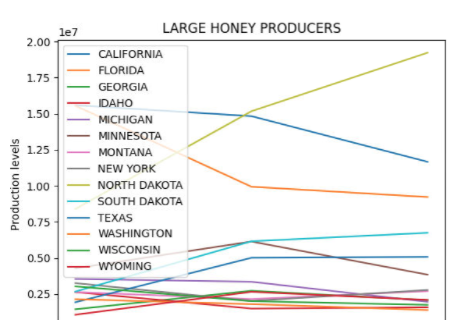 LARGE HONEY PRODUCERS
1e7
2.00
1.75
1.50
1.25
1.00
0.75
0.50
0.25
Production levels
CALIFORNIA
FLORIDA
GEORGIA
IDAHO
MICHIGAN
MINNESOTA
MONTANA
NEW YORK
NORTH DAKOTA
SOUTH DAKOTA
TEXAS
WASHINGTON
WISCONSIN
WYOMING